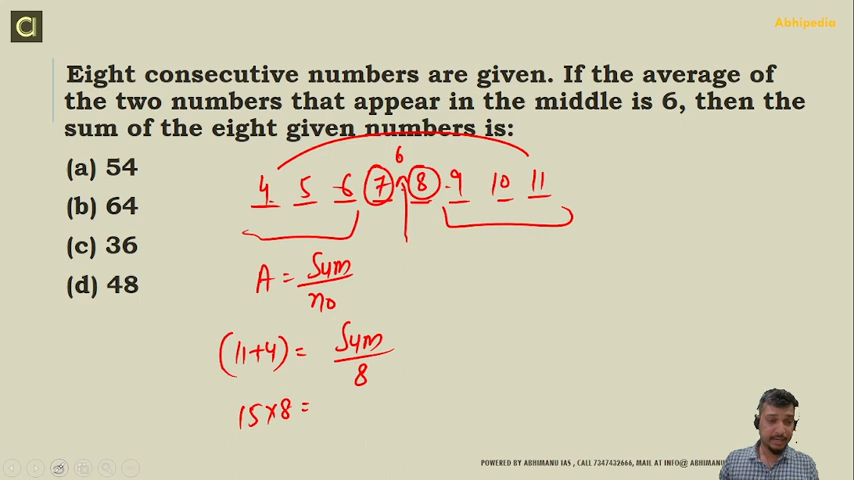 a
Abhipedia
Eight consecutive numbers are given. If the average of
the two numbers that appear in the middle is 6, then the
sum of the eight given numbers is:
6
(a) 54
4 5 6 7 8 9 10 11
(b) 64
(c) 36
A = Sum/no
(d) 48
(11+4) = Sum/8
15×8 =
POWERED BY ABHIMANU IAS , CALL 7347432666, MAIL AT INFO@ ABHIMANU